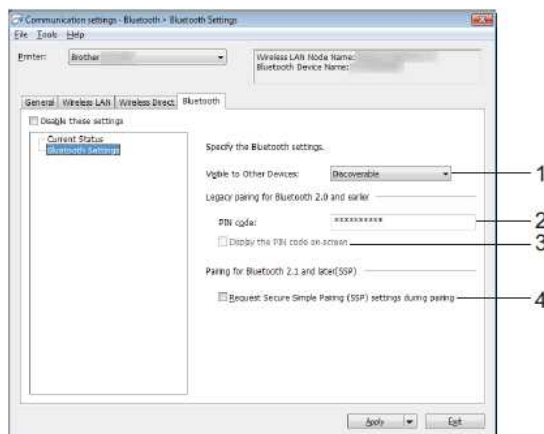 Communication settings - Bluetooth > Bluetooth Settings
File Tools Help
Printer: Brother
Wireless LAN Node Name:
Bluetooth Device Name:
General Wireless LAN Wireless Direct Bluetooth
Disable these settings
Current Status
Bluetooth Settings
Specify the Bluetooth settings.
Visible to Other Devices: Discoverable 1
Legacy pairing for Bluetooth 2.0 and earlier
PIN code: ********** 2
Display the PIN code on-screen 3
Pairing for Bluetooth 2.1 and later(SSP)
Request Secure Simple Pairing (SSP) settings during pairing 4
Apply Exit